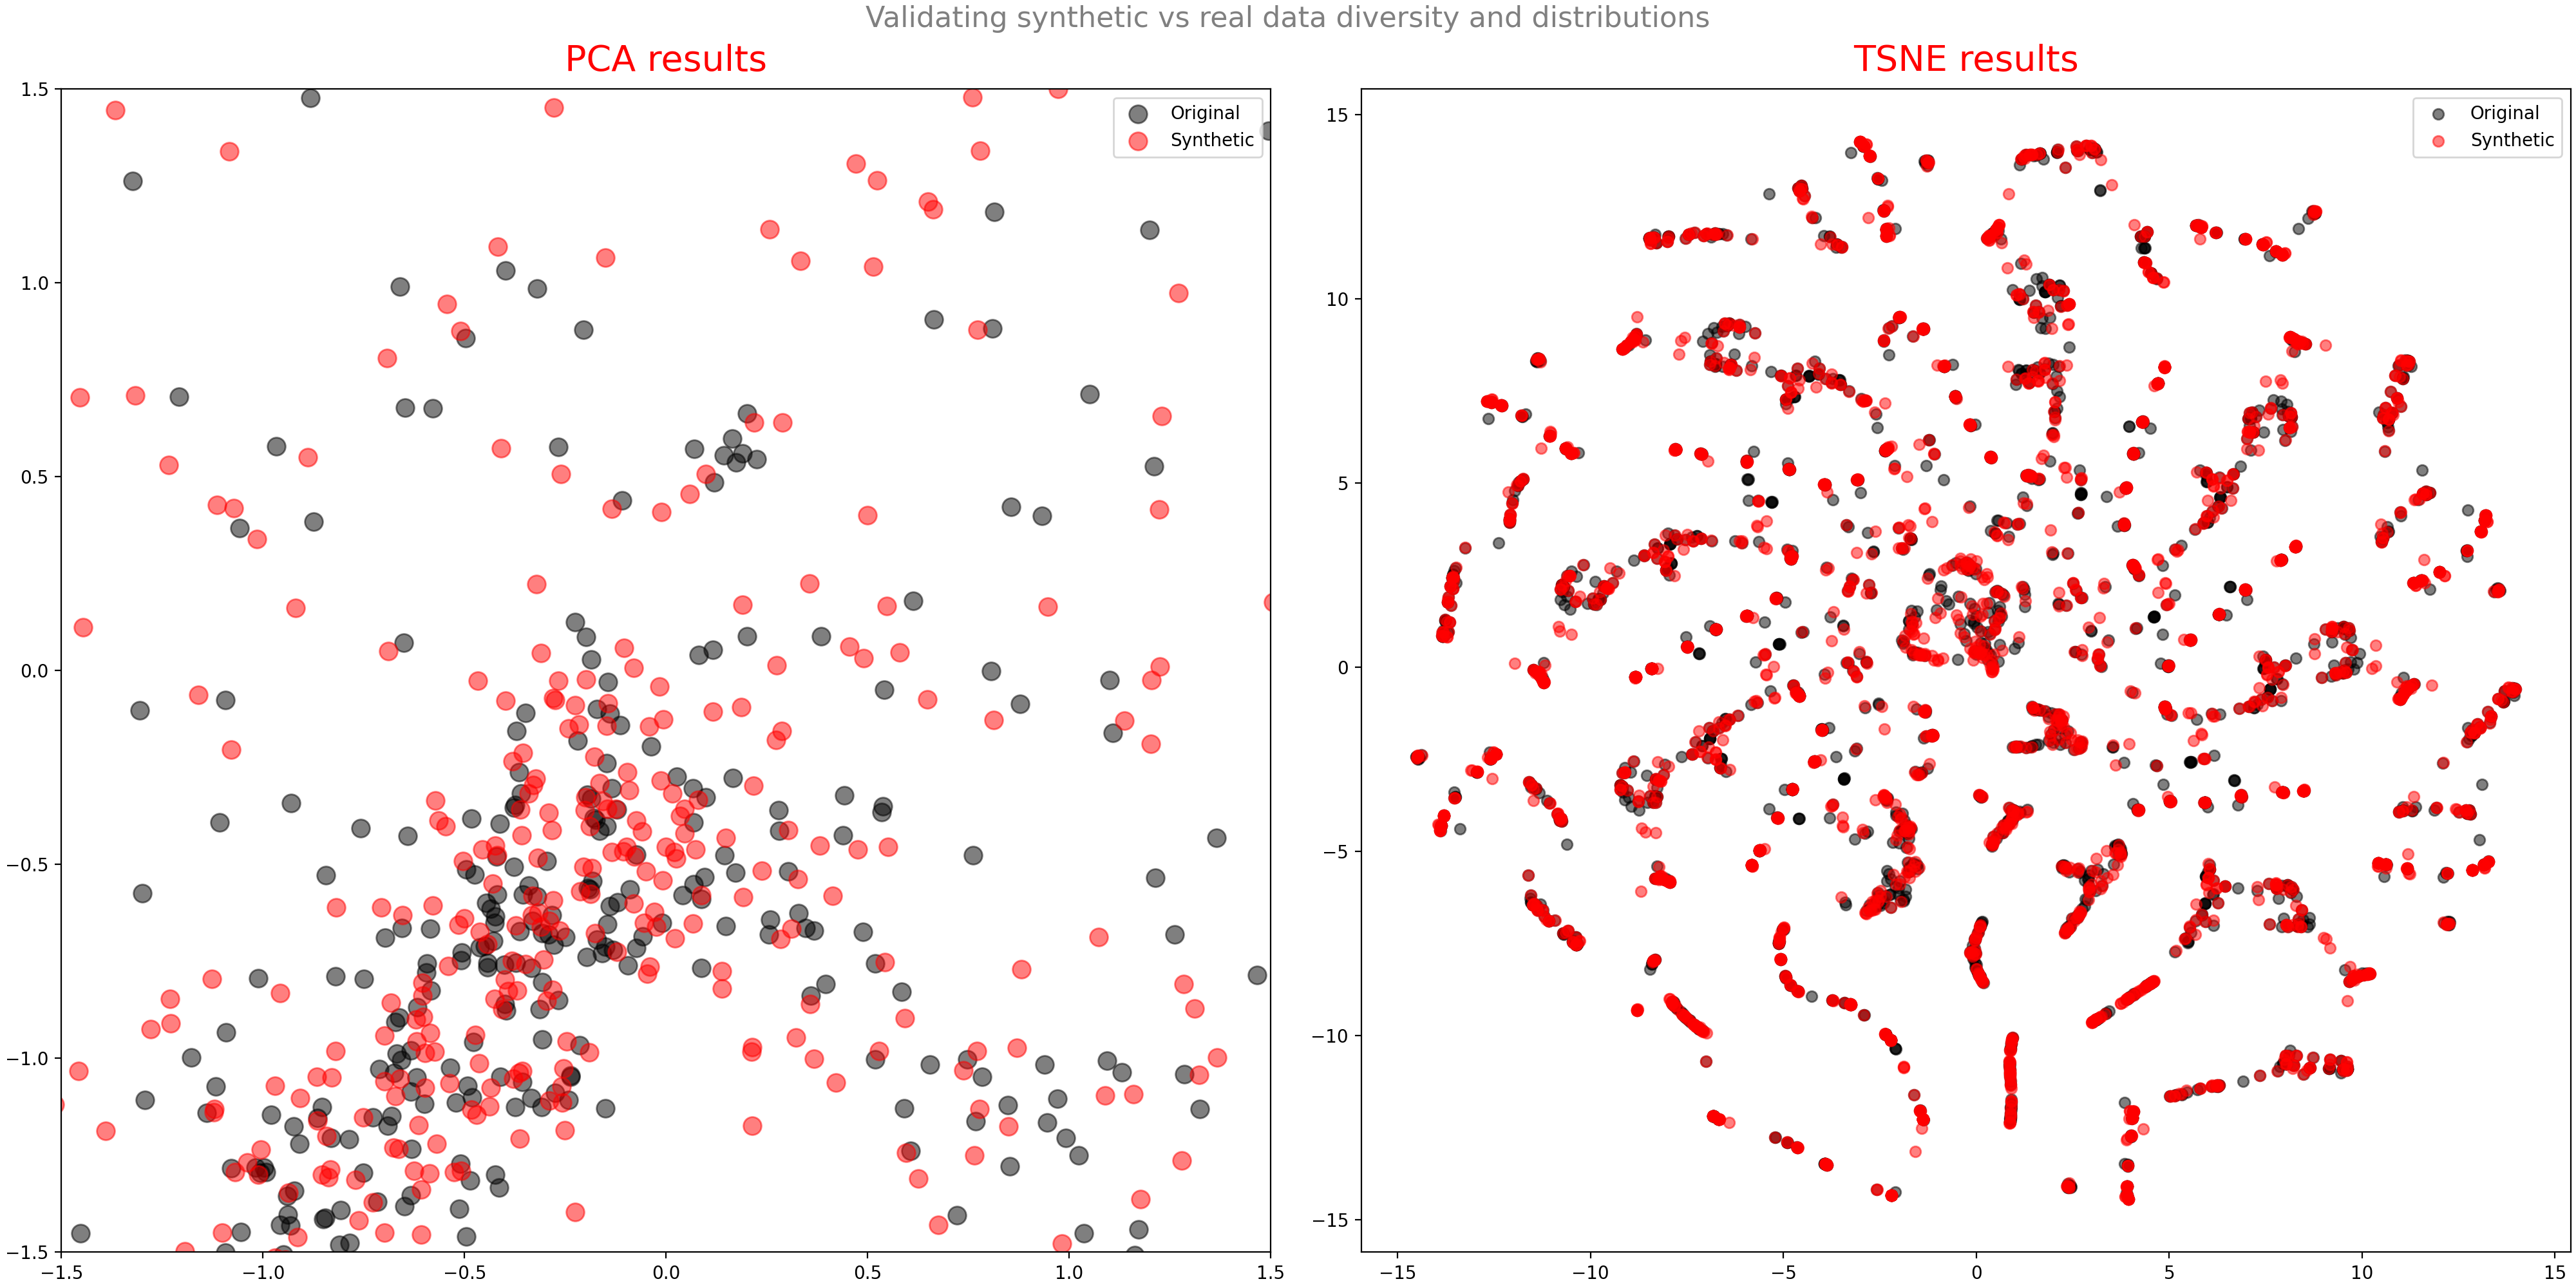 Validating synthetic vs real data diversity and distributions
PCA results
TSNE results
Original
Synthetic
Original
Synthetic
1.5
1.0
0.5
0.0
−0.5
−1.0
−1.5
−1.5 −1.0 −0.5 0.0 0.5 1.0 1.5
15
10
5
0
−5
−10
−15
−15 −10 −5 0 5 10 15